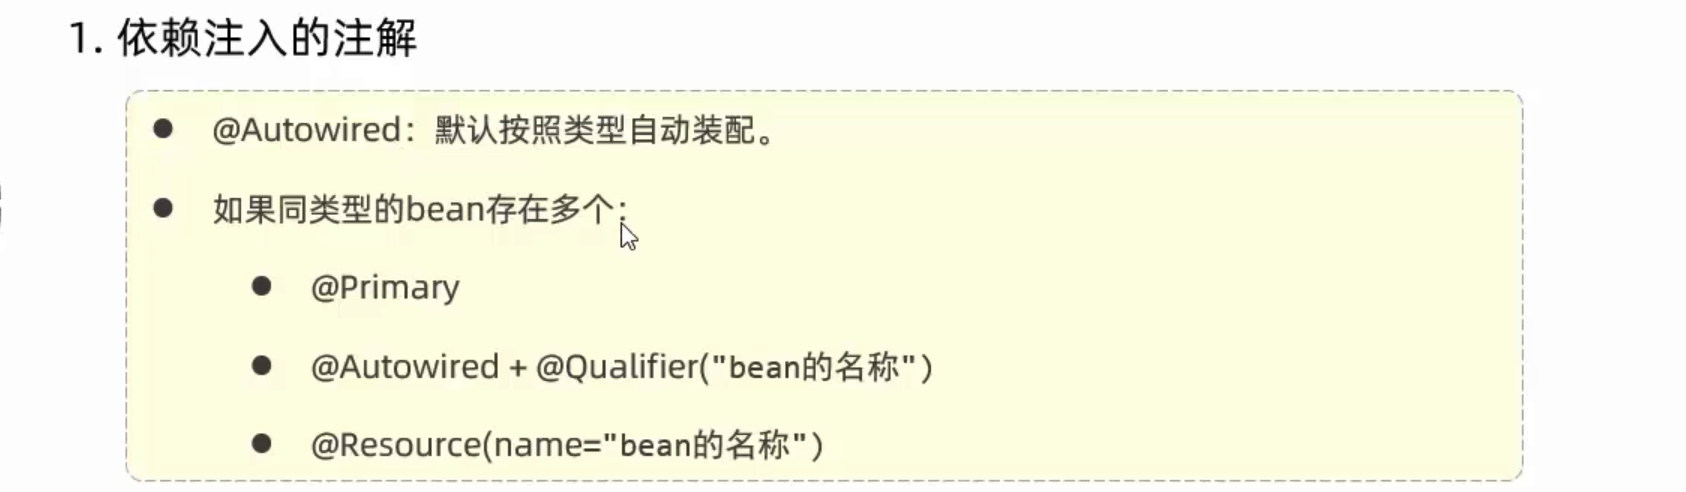 1. 依赖注入的注解
@Autowired：默认按照类型自动装配。
如果同类型的bean存在多个：
@Primary
@Autowired + @Qualifier("bean的名称")
@Resource(name="bean的名称")